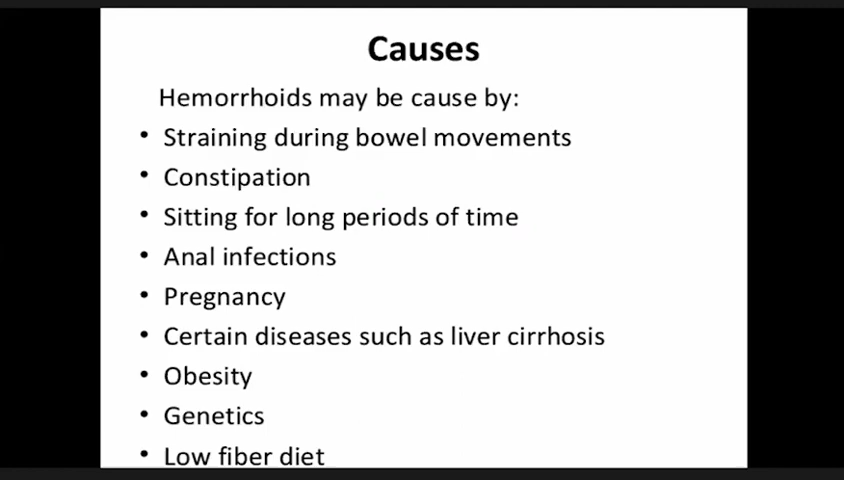 Causes
Hemorrhoids may be cause by:
• Straining during bowel movements
• Constipation
• Sitting for long periods of time
• Anal infections
• Pregnancy
• Certain diseases such as liver cirrhosis
• Obesity
• Genetics
• Low fiber diet